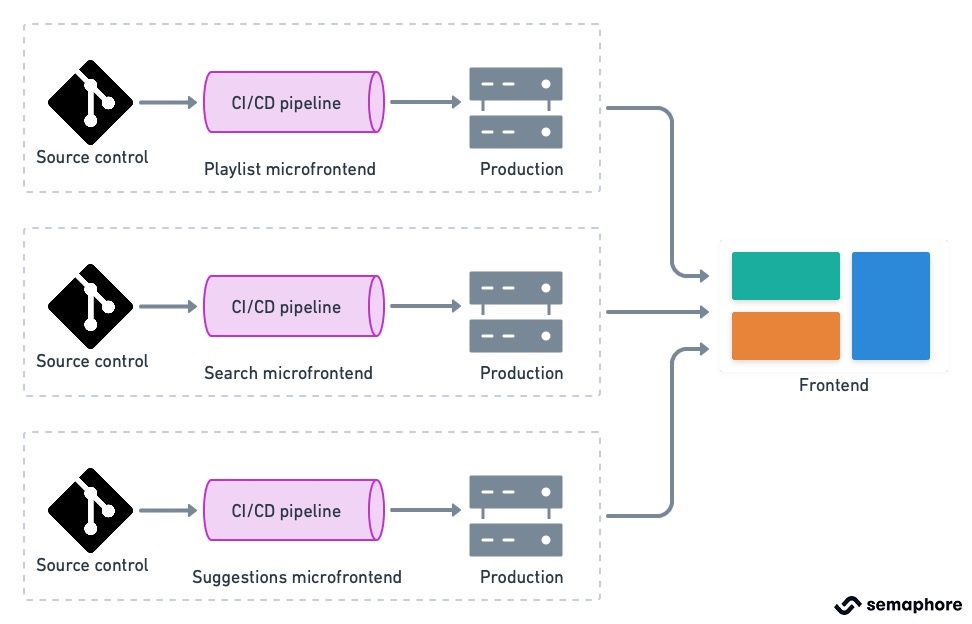 CI/CD pipeline
Source control
Playlist microfrontend
Production
CI/CD pipeline
Source control
Search microfrontend
Production
Frontend
CI/CD pipeline
Source control
Suggestions microfrontend
Production
semaphore